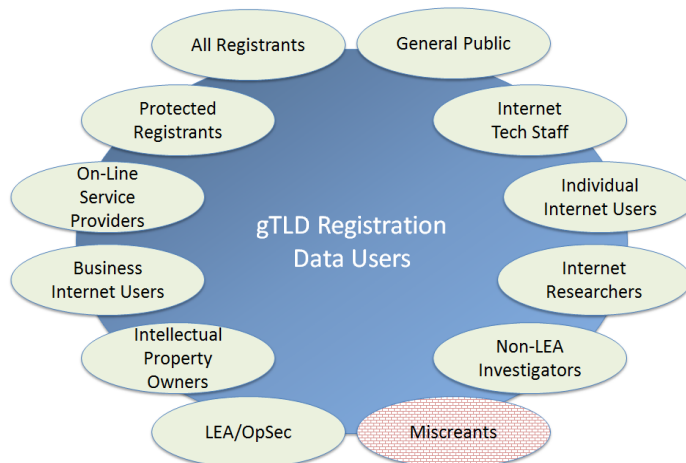 All Registrants
General Public
Protected
Registrants
Internet
Tech Staff
On-Line
Service
Providers
Individual
Internet Users
gTLD Registration
Data Users
Business
Internet Users
Internet
Researchers
Intellectual
Property
Owners
Non-LEA
Investigators
LEA/OpSec
Miscreants